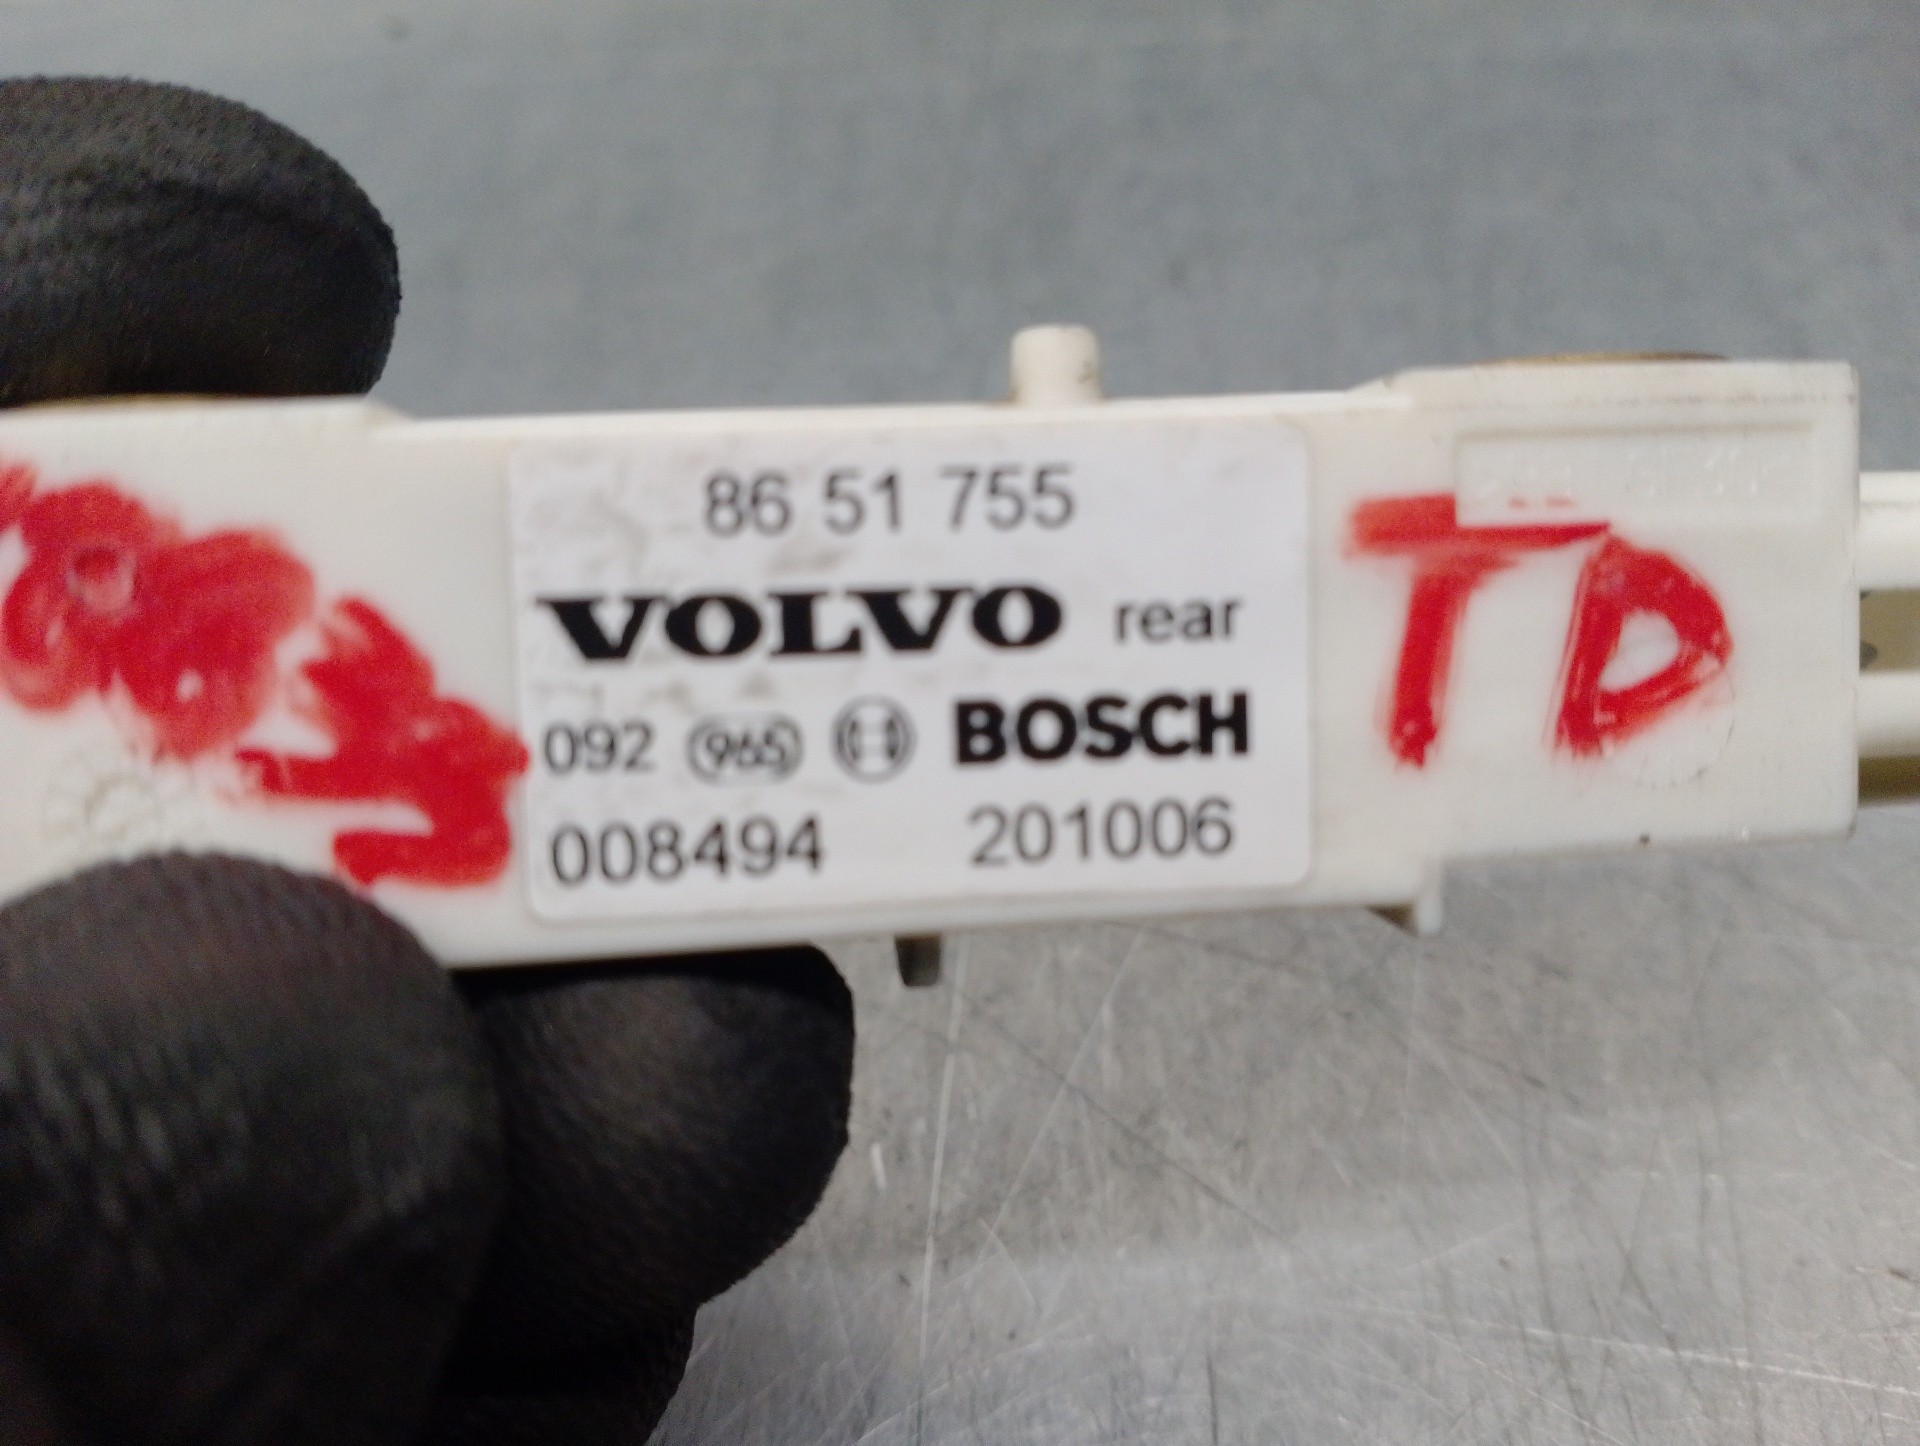 86 51 755
VOLVO rear
092 965 BOSCH
008494 201006
TD